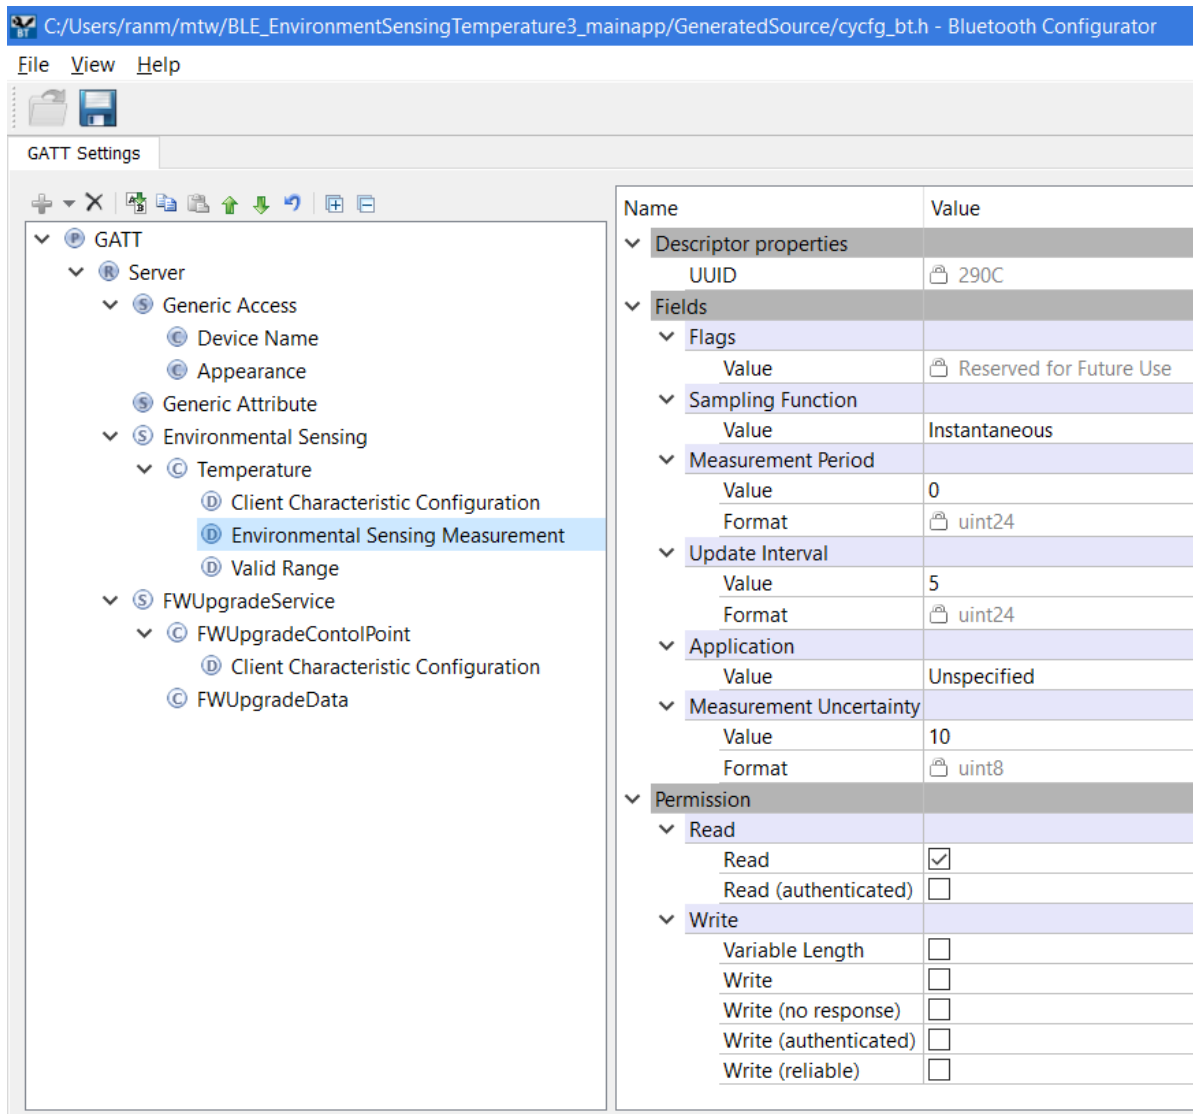 C:/Users/ranm/mtw/BLE_EnvironmentSensingTemperature3_mainapp/GeneratedSource/cycfg_bt.h - Bluetooth Configurator
File View Help
GATT Settings
GATT
Server
Generic Access
Device Name
Appearance
Generic Attribute
Environmental Sensing
Temperature
Client Characteristic Configuration
Environmental Sensing Measurement
Valid Range
FWUpgradeService
FWUpgradeContolPoint
Client Characteristic Configuration
FWUpgradeData
Name Value
Descriptor properties
UUID 290C
Fields
Flags
Value Reserved for Future Use
Sampling Function
Value Instantaneous
Measurement Period
Value 0
Format uint24
Update Interval
Value 5
Format uint24
Application
Value Unspecified
Measurement Uncertainty
Value 10
Format uint8
Permission
Read
Read
Read (authenticated)
Write
Variable Length
Write
Write (no response)
Write (authenticated)
Write (reliable)